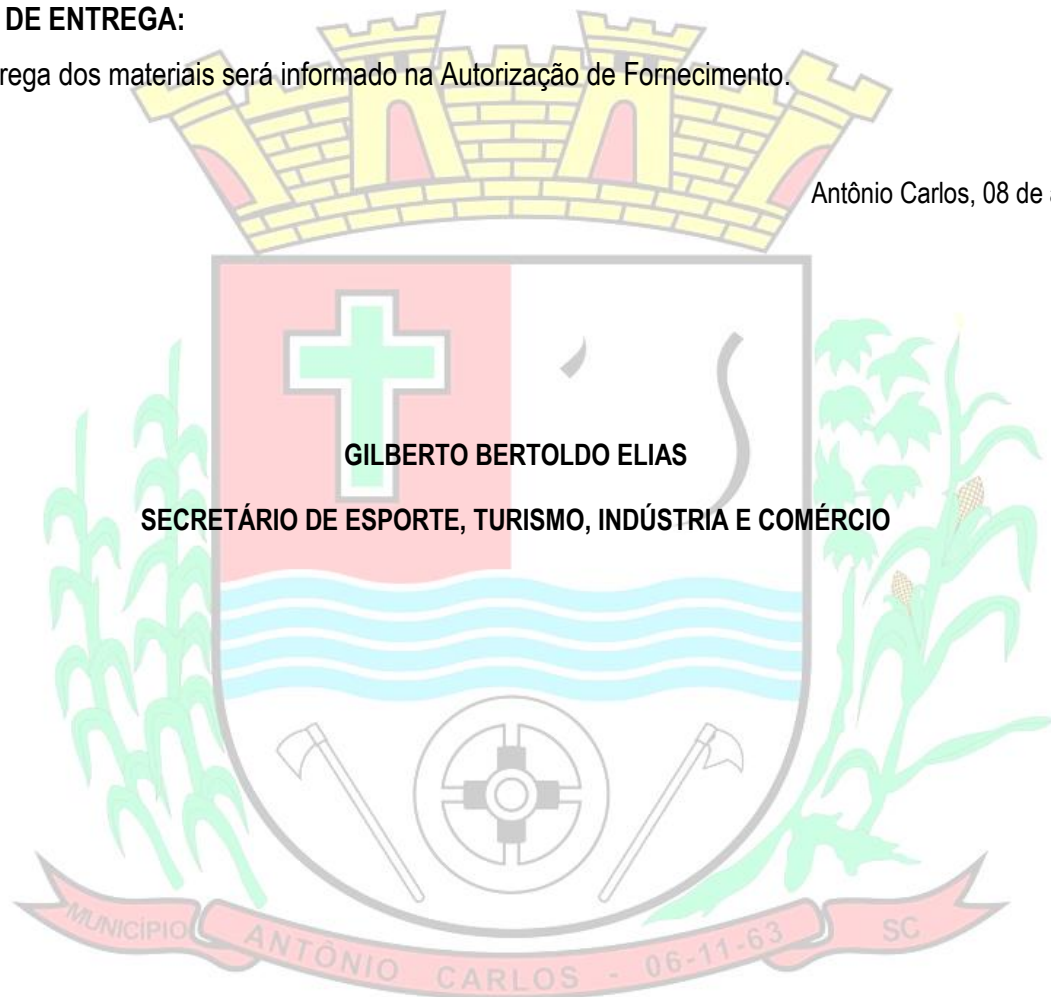 DE ENTREGA:
rega dos materiais será informado na Autorização de Fornecimento.
Antônio Carlos, 08 de
GILBERTO BERTOLDO ELIAS
SECRETÁRIO DE ESPORTE, TURISMO, INDÚSTRIA E COMÉRCIO
MUNICÍPIO ANTÔNIO CARLOS - 06-11-63 SC